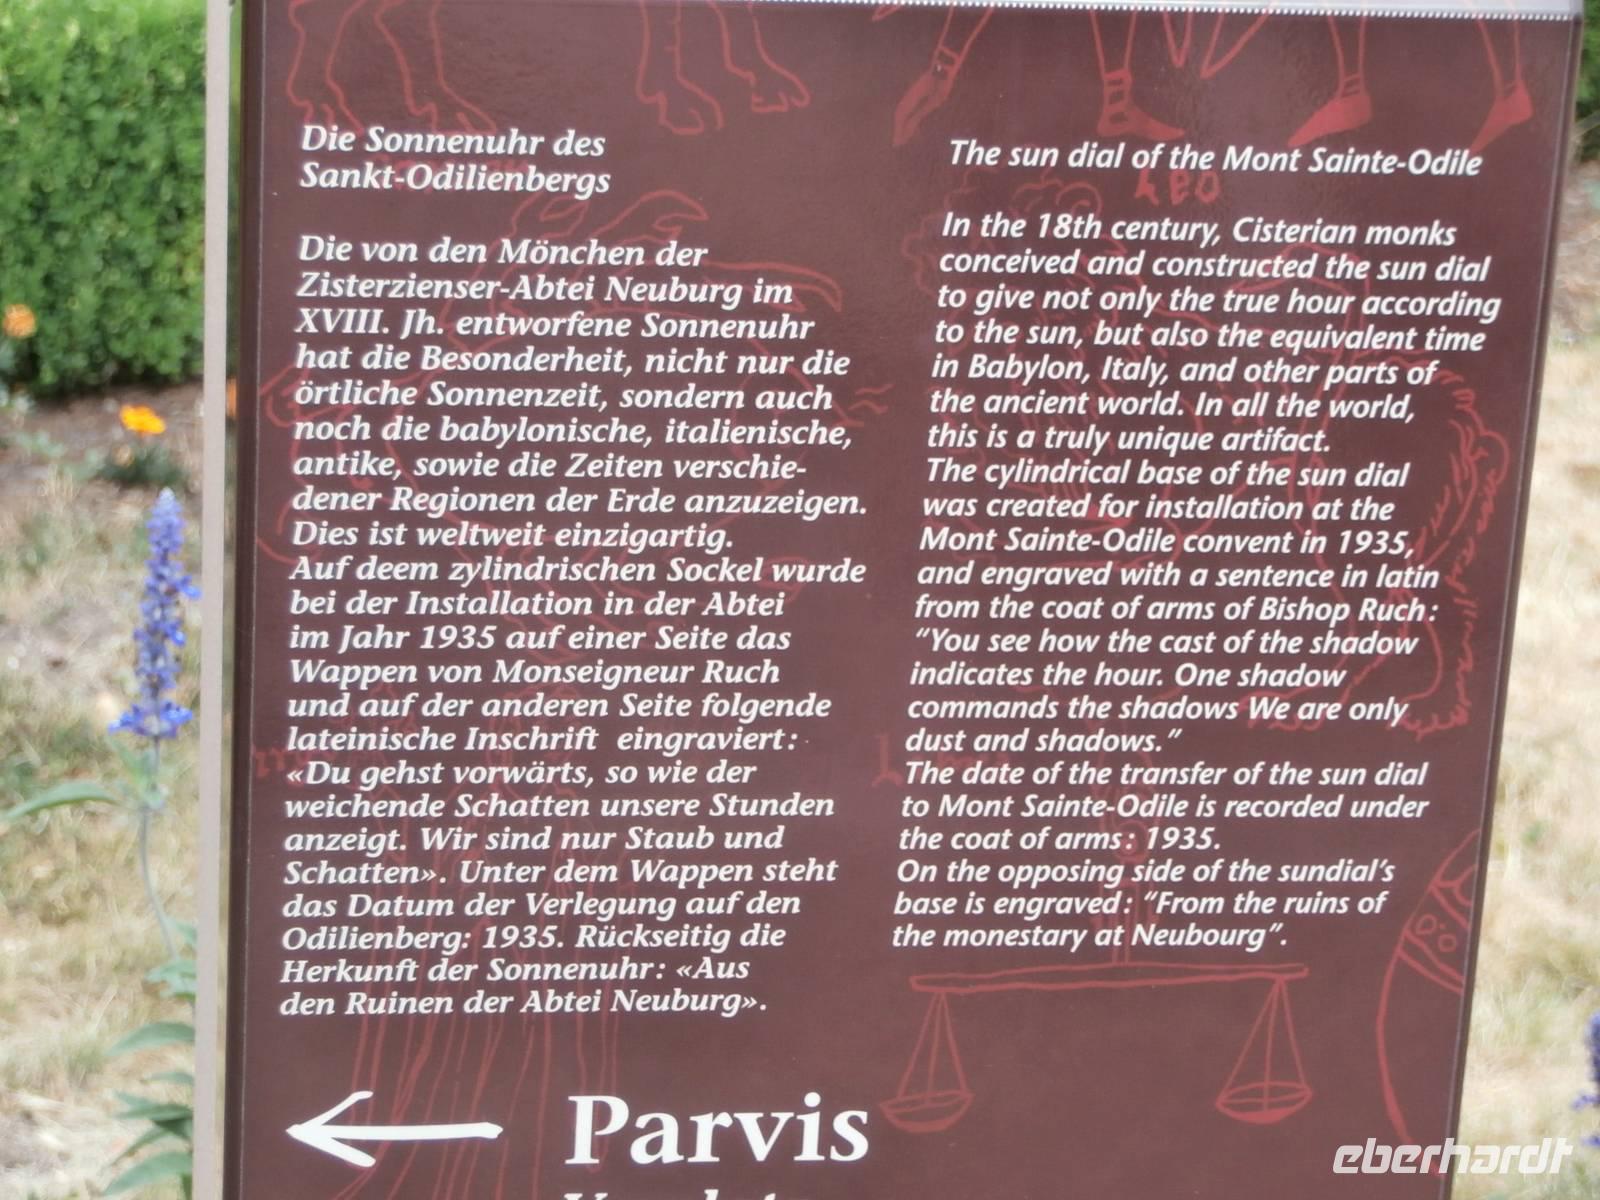 Die Sonnenuhr des
Sankt-Odilienbergs
Die von den Mönchen der
Zisterzienser-Abtei Neuburg im
XVIII. Jh. entworfene Sonnenuhr
hat die Besonderheit, nicht nur die
örtliche Sonnenzeit, sondern auch
noch die babylonische, italienische,
antike, sowie die Zeiten verschie-
dener Regionen der Erde anzuzeigen.
Dies ist weltweit einzigartig.
Auf deem zylindrischen Sockel wurde
bei der Installation in der Abtei
im Jahr 1935 auf einer Seite das
Wappen von Monseigneur Ruch
und auf der anderen Seite folgende
lateinische Inschrift eingraviert:
«Du gehst vorwärts, so wie der
weichende Schatten unsere Stunden
anzeigt. Wir sind nur Staub und
Schatten». Unter dem Wappen steht
das Datum der Verlegung auf den
Odilienberg: 1935. Rückseitig die
Herkunft der Sonnenuhr: «Aus
den Ruinen der Abtei Neuburg».
The sun dial of the Mont Sainte-Odile
LEO
In the 18th century, Cisterian monks
conceived and constructed the sun dial
to give not only the true hour according
to the sun, but also the equivalent time
in Babylon, Italy, and other parts of
the ancient world. In all the world,
this is a truly unique artifact.
The cylindrical base of the sun dial
was created for installation at the
Mont Sainte-Odile convent in 1935,
and engraved with a sentence in latin
from the coat of arms of Bishop Ruch:
"You see how the cast of the shadow
indicates the hour. One shadow
commands the shadows We are only
dust and shadows."
The date of the transfer of the sun dial
to Mont Sainte-Odile is recorded under
the coat of arms: 1935.
On the opposing side of the sundial's
base is engraved: "From the ruins of
the monestary at Neubourg".
Parvis
eberhardt